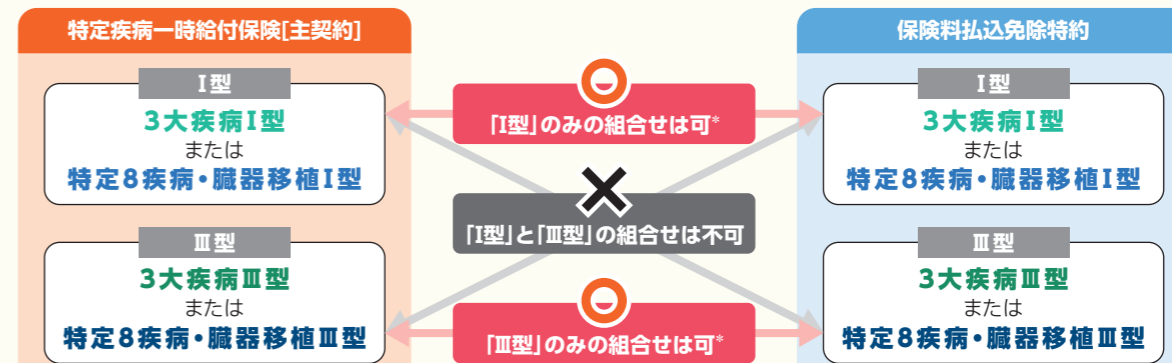 特定疾病一時給付保険[主契約]
Ⅰ型
3大疾病Ⅰ型
または
特定8疾病・臓器移植Ⅰ型
Ⅲ型
3大疾病Ⅲ型
または
特定8疾病・臓器移植Ⅲ型
「Ⅰ型」のみの組合せは可*
「Ⅰ型」と「Ⅲ型」の組合せは不可
「Ⅲ型」のみの組合せは可*
保険料払込免除特約
Ⅰ型
3大疾病Ⅰ型
または
特定8疾病・臓器移植Ⅰ型
Ⅲ型
3大疾病Ⅲ型
または
特定8疾病・臓器移植Ⅲ型